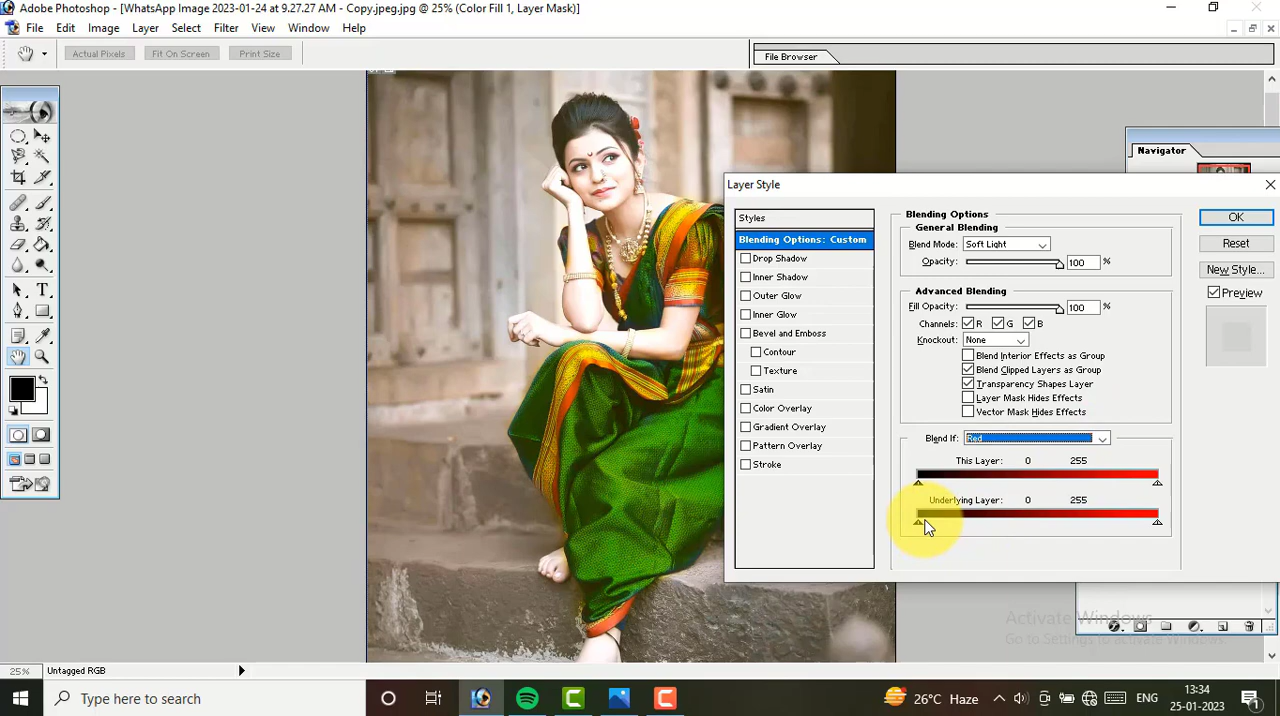 Adobe Photoshop - [WhatsApp Image 2023-01-24 at 9.27.27 AM - Copy.jpeg.jpg @ 25% (Color Fill 1, Layer Mask)]
File Edit Image Layer Select Filter View Window Help
Actual Pixels Fit On Screen Print Size
File Browser
Navigator
Layer Style
Styles
Blending Options: Custom
Drop Shadow
Inner Shadow
Outer Glow
Inner Glow
Bevel and Emboss
Contour
Texture
Satin
Color Overlay
Gradient Overlay
Pattern Overlay
Stroke
Blending Options
General Blending
Blend Mode: Soft Light
Opacity: 100 %
Advanced Blending
Fill Opacity: 100 %
Channels: R G B
Knockout: None
Blend Interior Effects as Group
Blend Clipped Layers as Group
Transparency Shapes Layer
Layer Mask Hides Effects
Vector Mask Hides Effects
Blend If: Red
This Layer: 0 255
Underlying Layer: 0 255
OK
Reset
New Style...
Preview
Activate Windows
Go to Settings to activate Windows.
25% Untagged RGB
Type here to search
26°C Haze
ENG
13:34
25-01-2023
1